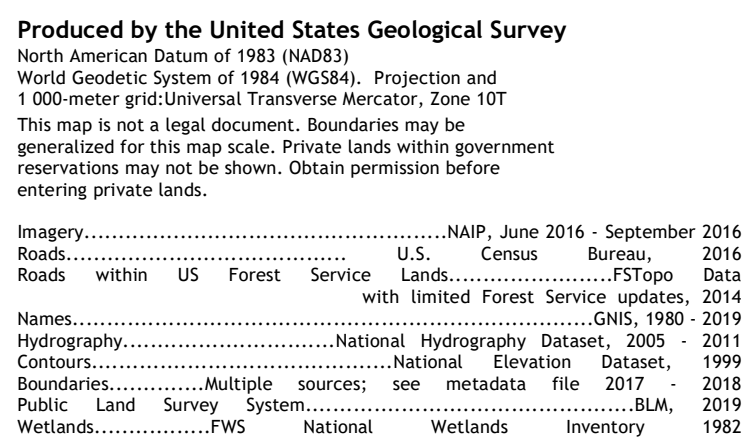 Produced by the United States Geological Survey
North American Datum of 1983 (NAD83)
World Geodetic System of 1984 (WGS84). Projection and
1 000-meter grid:Universal Transverse Mercator, Zone 10T
This map is not a legal document. Boundaries may be
generalized for this map scale. Private lands within government
reservations may not be shown. Obtain permission before
entering private lands.
Imagery.....................................................NAIP, June 2016 - September 2016
Roads......................................... U.S. Census Bureau, 2016
Roads within US Forest Service Lands........................FSTopo Data
with limited Forest Service updates, 2014
Names............................................................................GNIS, 1980 - 2019
Hydrography...............................National Hydrography Dataset, 2005 - 2011
Contours............................................National Elevation Dataset, 1999
Boundaries..............Multiple sources; see metadata file 2017 - 2018
Public Land Survey System................................................BLM, 2019
Wetlands.................FWS National Wetlands Inventory 1982